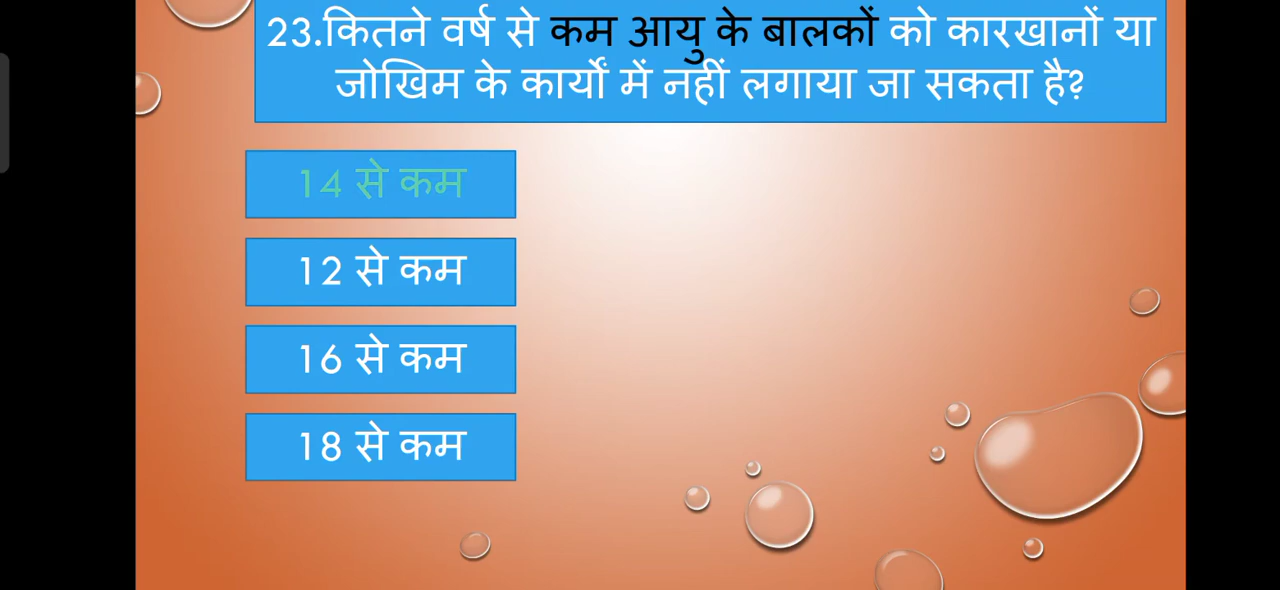 23.कितने वर्ष से कम आयु के बालकों को कारखानों या
जोखिम के कार्यों में नहीं लगाया जा सकता है?
14 से कम
12 से कम
16 से कम
18 से कम